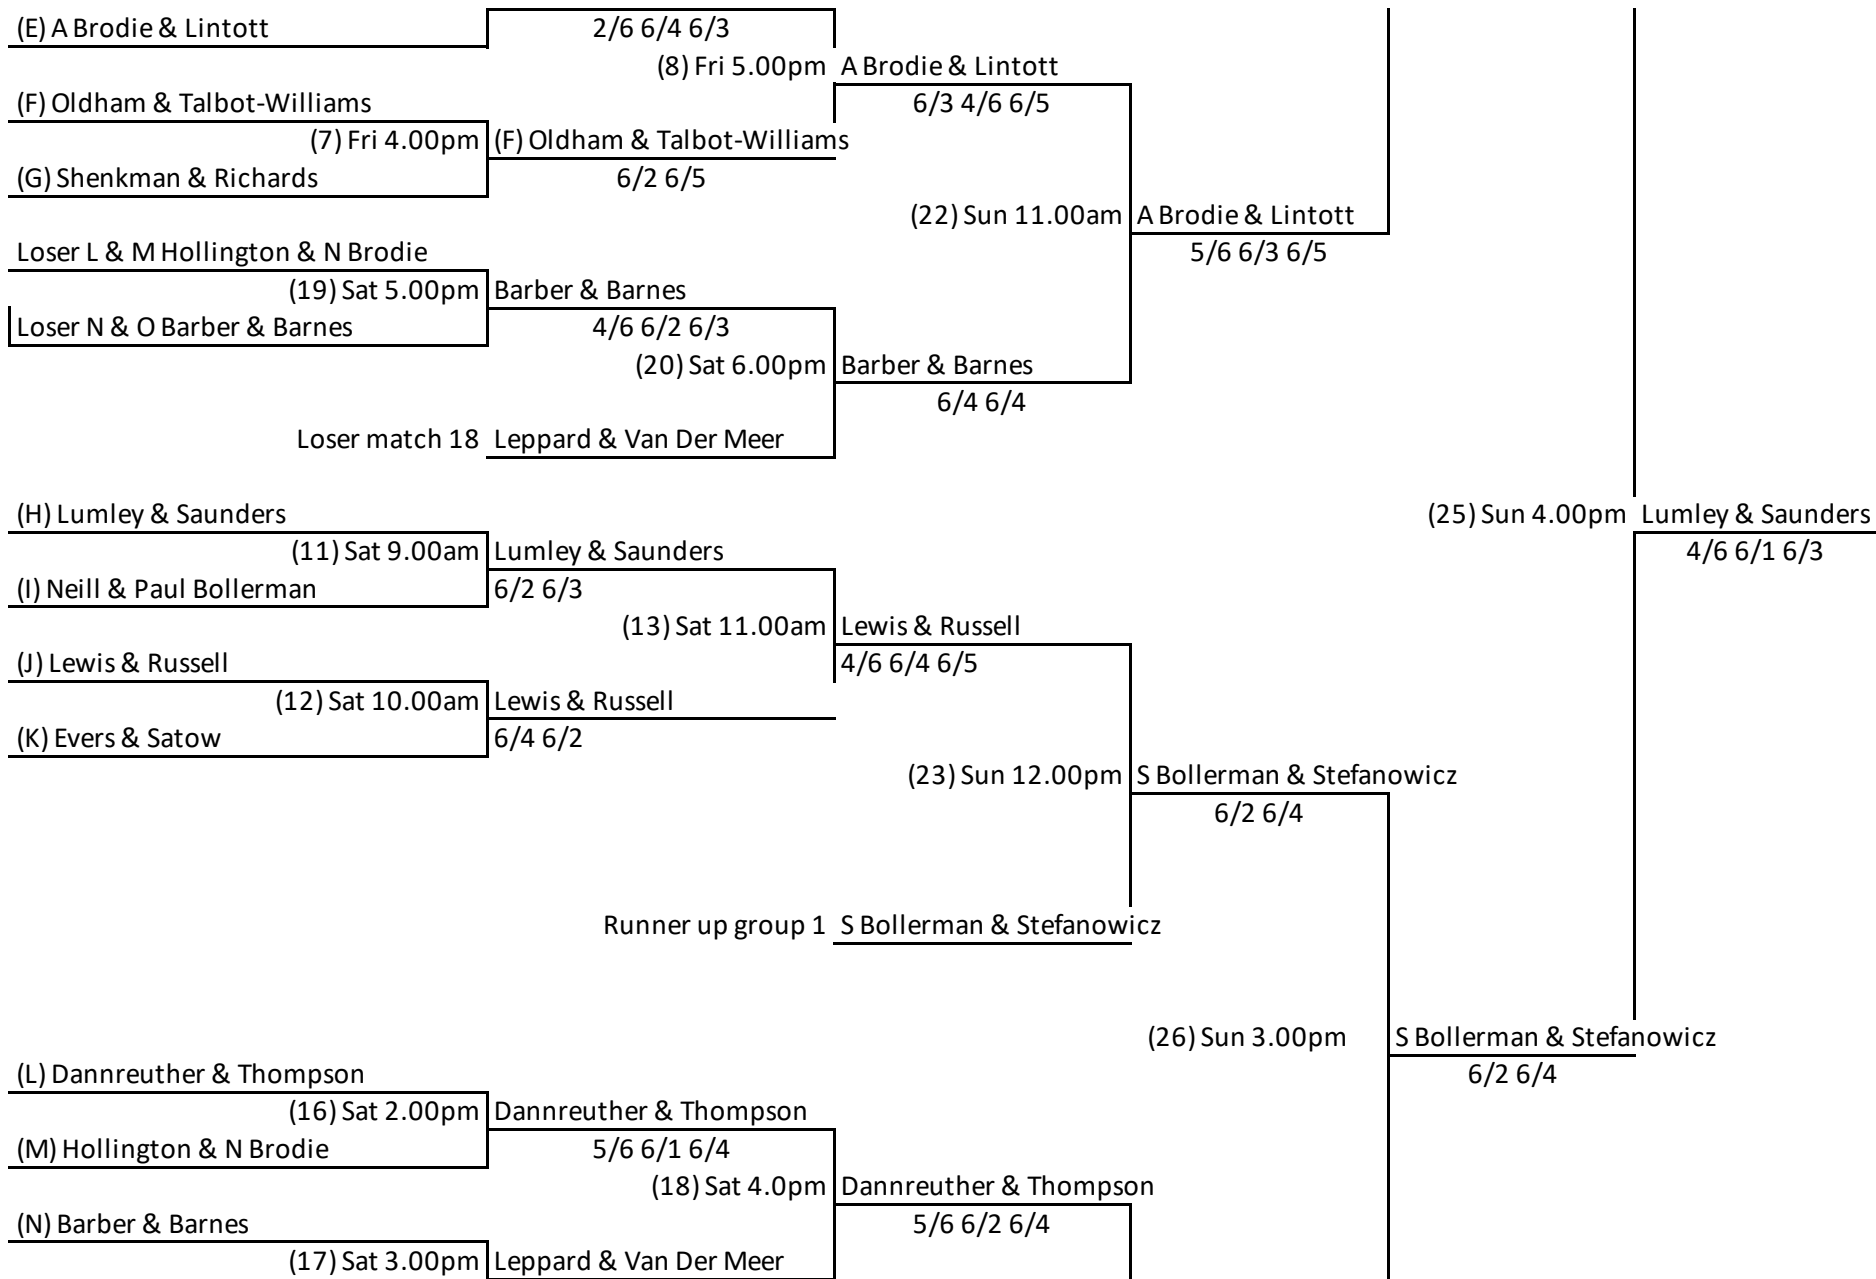 (E) A Brodie & Lintott 2/6 6/4 6/3
(8) Fri 5.00pm A Brodie & Lintott
(F) Oldham & Talbot-Williams 6/3 4/6 6/5
(7) Fri 4.00pm (F) Oldham & Talbot-Williams
(G) Shenkman & Richards 6/2 6/5
(22) Sun 11.00am A Brodie & Lintott
Loser L & M Hollington & N Brodie 5/6 6/3 6/5
(19) Sat 5.00pm Barber & Barnes
Loser N & O Barber & Barnes 4/6 6/2 6/3
(20) Sat 6.00pm Barber & Barnes
6/4 6/4
Loser match 18 Leppard & Van Der Meer
(H) Lumley & Saunders (25) Sun 4.00pm Lumley & Saunders
(11) Sat 9.00am Lumley & Saunders 4/6 6/1 6/3
(I) Neill & Paul Bollerman 6/2 6/3
(13) Sat 11.00am Lewis & Russell
(J) Lewis & Russell 4/6 6/4 6/5
(12) Sat 10.00am Lewis & Russell
(K) Evers & Satow 6/4 6/2
(23) Sun 12.00pm S Bollerman & Stefanowicz
6/2 6/4
Runner up group 1 S Bollerman & Stefanowicz
(26) Sun 3.00pm S Bollerman & Stefanowicz
(L) Dannreuther & Thompson 6/2 6/4
(16) Sat 2.00pm Dannreuther & Thompson
(M) Hollington & N Brodie 5/6 6/1 6/4
(18) Sat 4.0pm Dannreuther & Thompson
(N) Barber & Barnes 5/6 6/2 6/4
(17) Sat 3.00pm Leppard & Van Der Meer